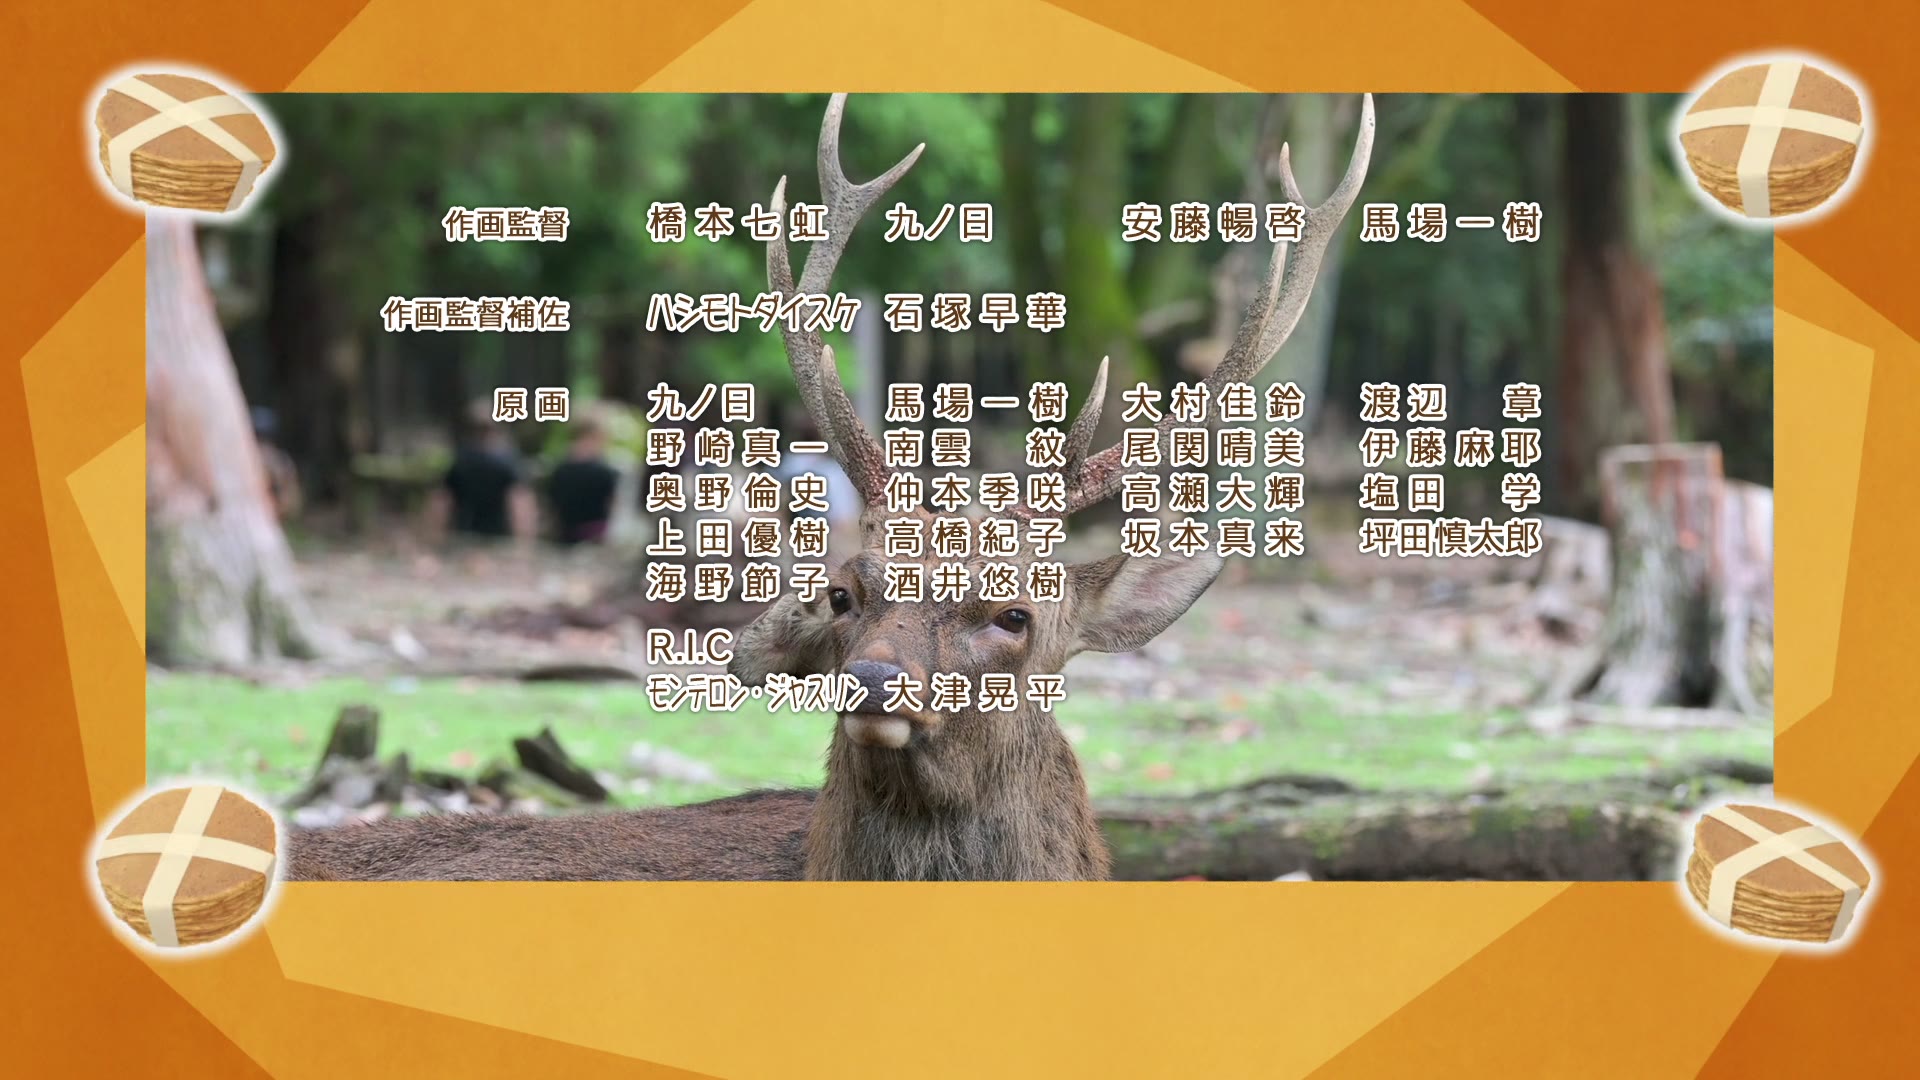 作画監督 橋本七虹 九ノ日 安藤暢啓 馬場一樹
作画監督補佐 ハシモトダイスケ 石塚早華
原画 九ノ日 馬場一樹 大村佳鈴 渡辺 章
野崎真一 南雲 紋 尾関晴美 伊藤麻耶
奥野倫史 仲本季咲 高瀬大輝 塩田 学
上田優樹 高橋紀子 坂本真来 坪田慎太郎
海野節子 酒井悠樹
R.I.C
モンテロン・ジャスリン 大津晃平